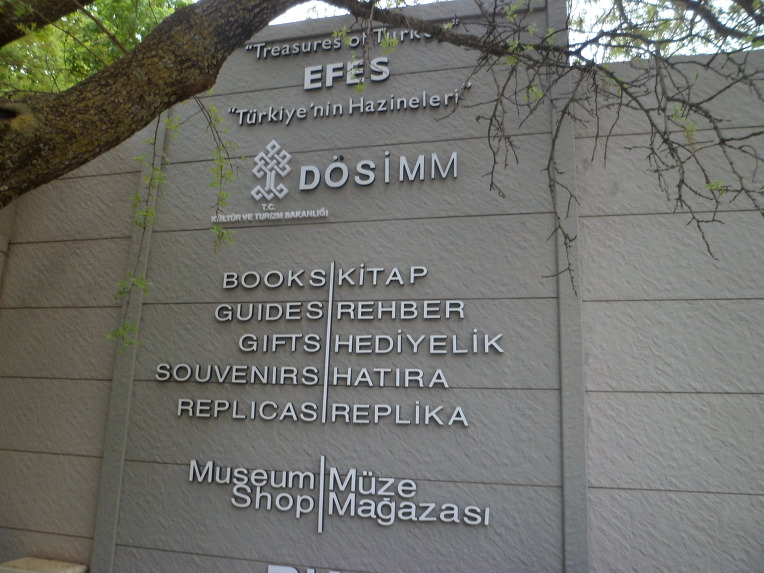 "Treasures of
EFES
"Türkiye'nin Hazineleri"
DÖSİMM
T.C.
KÜLTÜR VE TURİZM BAKANLIĞI
BOOKS KİTAP
GUIDES REHBER
GIFTS HEDİYELİK
SOUVENIRS HATIRA
REPLICAS REPLİKA
Museum Müze
Shop Mağazası